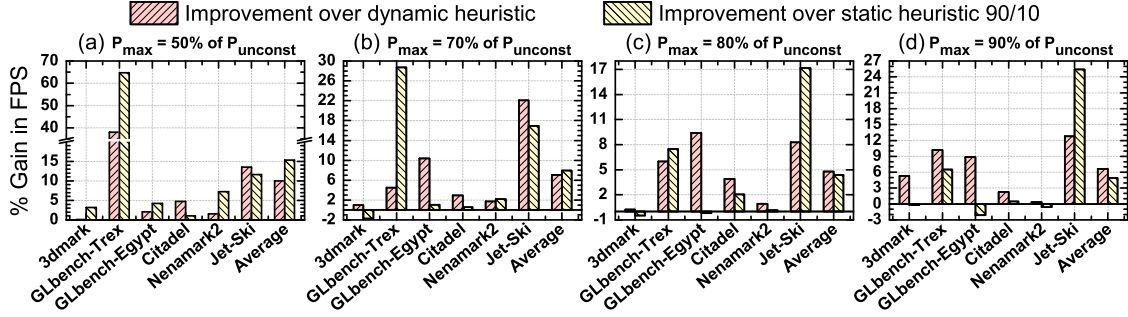 Improvement over dynamic heuristic Improvement over static heuristic 90/10
(a) Pmax = 50% of Punconst (b) Pmax = 70% of Punconst (c) Pmax = 80% of Punconst (d) Pmax = 90% of Punconst
% Gain in FPS
70
60
50
40
15
10
5
0
3dmark
GLbench-Trex
GLbench-Egypt
Citadel
Nenamark2
Jet-Ski
Average
30
26
22
14
10
6
2
-2
3dmark
GLbench-Trex
GLbench-Egypt
Citadel
Nenamark2
Jet-Ski
Average
17
14
8
5
2
-1
3dmark
GLbench-Trex
GLbench-Egypt
Citadel
Nenamark2
Jet-Ski
Average
27
24
21
18
15
12
9
6
3
0
-3
3dmark
GLbench-Trex
GLbench-Egypt
Citadel
Nenamark2
Jet-Ski
Average